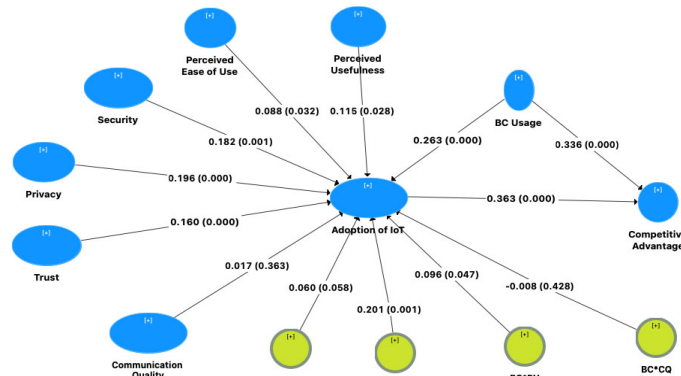 [+]
[+]
Perceived
Ease of Use
Perceived
Usefulness
[+]
Security
[+]
BC Usage
0.088 (0.032)
0.115 (0.028)
0.182 (0.001)
0.263 (0.000)
0.336 (0.000)
[+]
Privacy
0.196 (0.000)
[+]
Adoption of IoT
0.363 (0.000)
[+]
Competitiv
Advantage
0.160 (0.000)
[+]
Trust
0.017 (0.363)
0.060 (0.058)
0.201 (0.001)
0.096 (0.047)
-0.008 (0.428)
[+]
Communication
Quality
[+]
[+]
[+]
[+]
BC*CQ